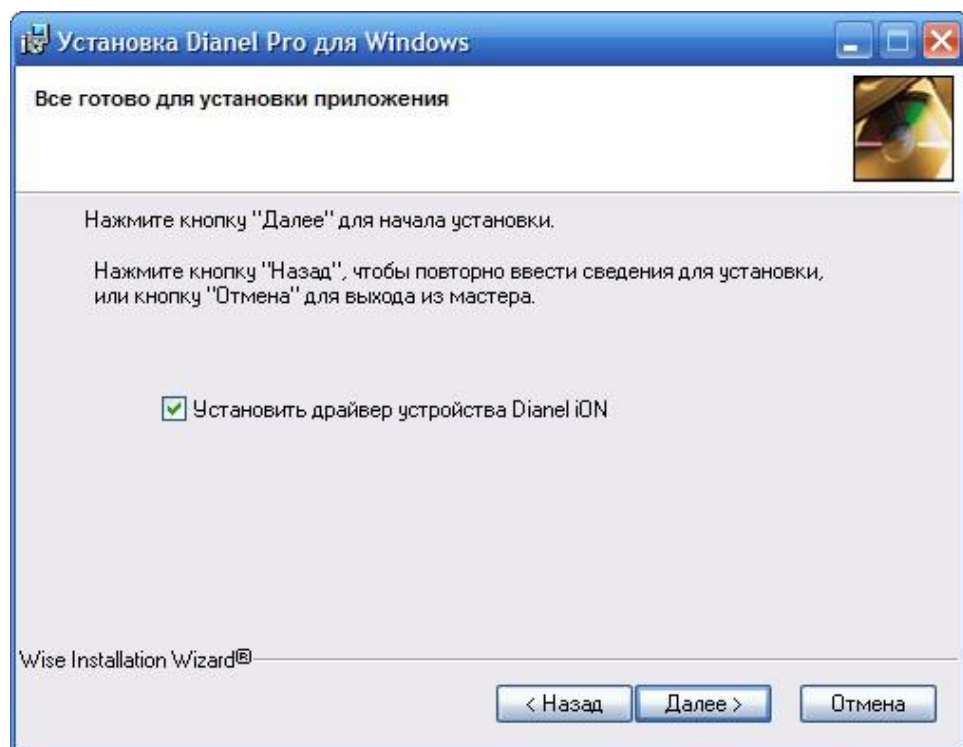 Установка Dianel Pro для Windows
Все готово для установки приложения
Нажмите кнопку "Далее" для начала установки.
Нажмите кнопку "Назад", чтобы повторно ввести сведения для установки,
или кнопку "Отмена" для выхода из мастера.
Установить драйвер устройства Dianel iON
Wise Installation Wizard®
< Назад
Далее >
Отмена